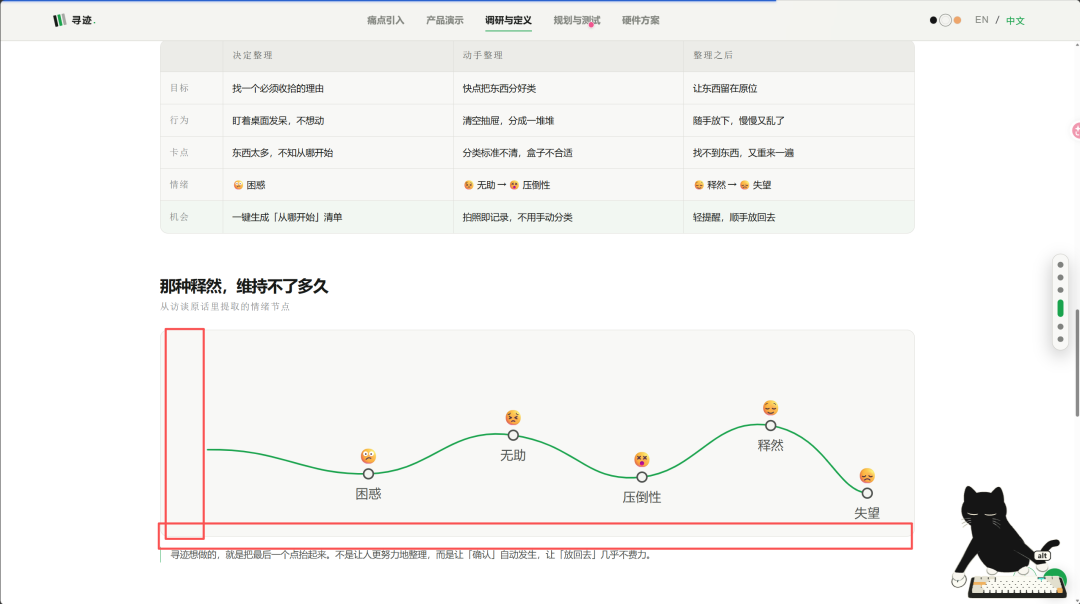 寻迹.
痛点引入 产品演示 调研与定义 规划与测试 硬件方案
EN / 中文
决定整理 动手整理 整理之后
目标 找一个必须收拾的理由 快点把东西分好类 让东西留在原位
行为 盯着桌面发呆，不想动 清空抽屉，分成一堆堆 随手放下，慢慢又乱了
卡点 东西太多，不知从哪开始 分类标准不清，盒子不合适 找不到东西，又重来一遍
情绪 困惑 无助 → 压倒性 释然 → 失望
机会 一键生成「从哪开始」清单 拍照即记录，不用手动分类 轻提醒，顺手放回去
那种释然，维持不了多久
从访谈原话里提取的情绪节点
困惑
无助
压倒性
释然
失望
寻迹想做的，就是把最后一个点抬起来。不是让人更努力地整理，而是让「确认」自动发生，让「放回去」几乎不费力。
alt